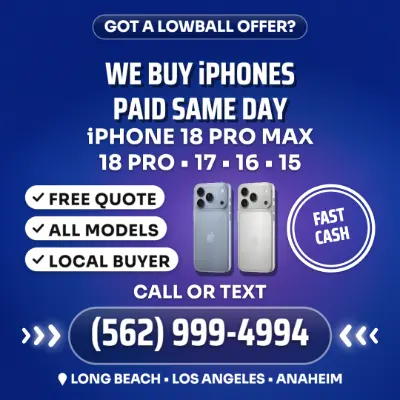 GOT A LOWBALL OFFER?
WE BUY iPHONES
PAID SAME DAY
iPHONE 18 PRO MAX
18 PRO • 17 • 16 • 15
✓ FREE QUOTE
✓ ALL MODELS
✓ LOCAL BUYER
FAST
CASH
CALL OR TEXT
(562) 999-4994
LONG BEACH • LOS ANGELES • ANAHEIM